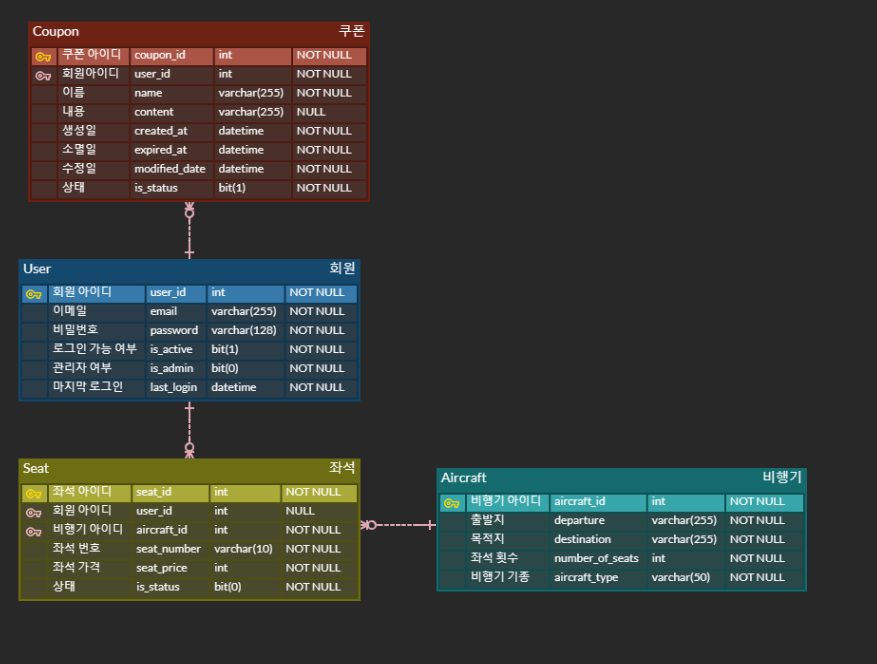 Coupon 쿠폰
쿠폰 아이디 coupon_id int NOT NULL
회원아이디 user_id int NOT NULL
이름 name varchar(255) NOT NULL
내용 content varchar(255) NULL
생성일 created_at datetime NOT NULL
소멸일 expired_at datetime NOT NULL
수정일 modified_date datetime NOT NULL
상태 is_status bit(1) NOT NULL
User 회원
회원 아이디 user_id int NOT NULL
이메일 email varchar(255) NOT NULL
비밀번호 password varchar(128) NOT NULL
로그인 가능 여부 is_active bit(1) NOT NULL
관리자 여부 is_admin bit(0) NOT NULL
마지막 로그인 last_login datetime NOT NULL
Seat 좌석
좌석 아이디 seat_id int NOT NULL
회원 아이디 user_id int NULL
비행기 아이디 aircraft_id int NOT NULL
좌석 번호 seat_number varchar(10) NOT NULL
좌석 가격 seat_price int NOT NULL
상태 is_status bit(0) NOT NULL
Aircraft 비행기
비행기 아이디 aircraft_id int NOT NULL
출발지 departure varchar(255) NOT NULL
목적지 destination varchar(255) NOT NULL
좌석 횟수 number_of_seats int NOT NULL
비행기 기종 aircraft_type varchar(50) NOT NULL